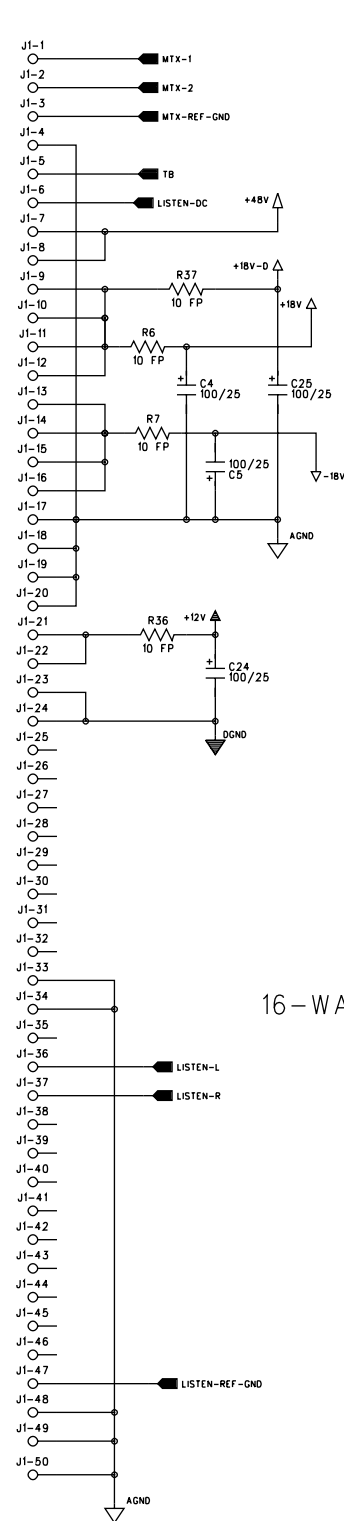 J1-1
MTX-1
J1-2
MTX-2
J1-3
MTX-REF-GND
J1-4
J1-5
TB
J1-6
LISTEN-DC
+48V
J1-7
J1-8
+18V-D
J1-9
R37
10 FP
+18V
J1-10
J1-11
R6
10 FP
J1-12
C4
100/25
C25
100/25
J1-13
J1-14
R7
10 FP
J1-15
100/25
C5
-18V
J1-16
J1-17
AGND
J1-18
J1-19
J1-20
+12V
J1-21
R36
10 FP
J1-22
C24
100/25
J1-23
J1-24
DGND
J1-25
J1-26
J1-27
J1-28
J1-29
J1-30
J1-31
J1-32
J1-33
J1-34
16-WA
J1-35
J1-36
LISTEN-L
J1-37
LISTEN-R
J1-38
J1-39
J1-40
J1-41
J1-42
J1-43
J1-44
J1-45
J1-46
J1-47
LISTEN-REF-GND
J1-48
J1-49
J1-50
AGND